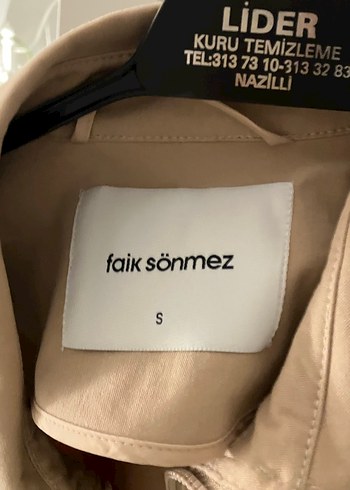 LİDER
KURU TEMİZLEME
TEL:313 73 10-313 32 83
NAZİLLİ
faik sönmez
S